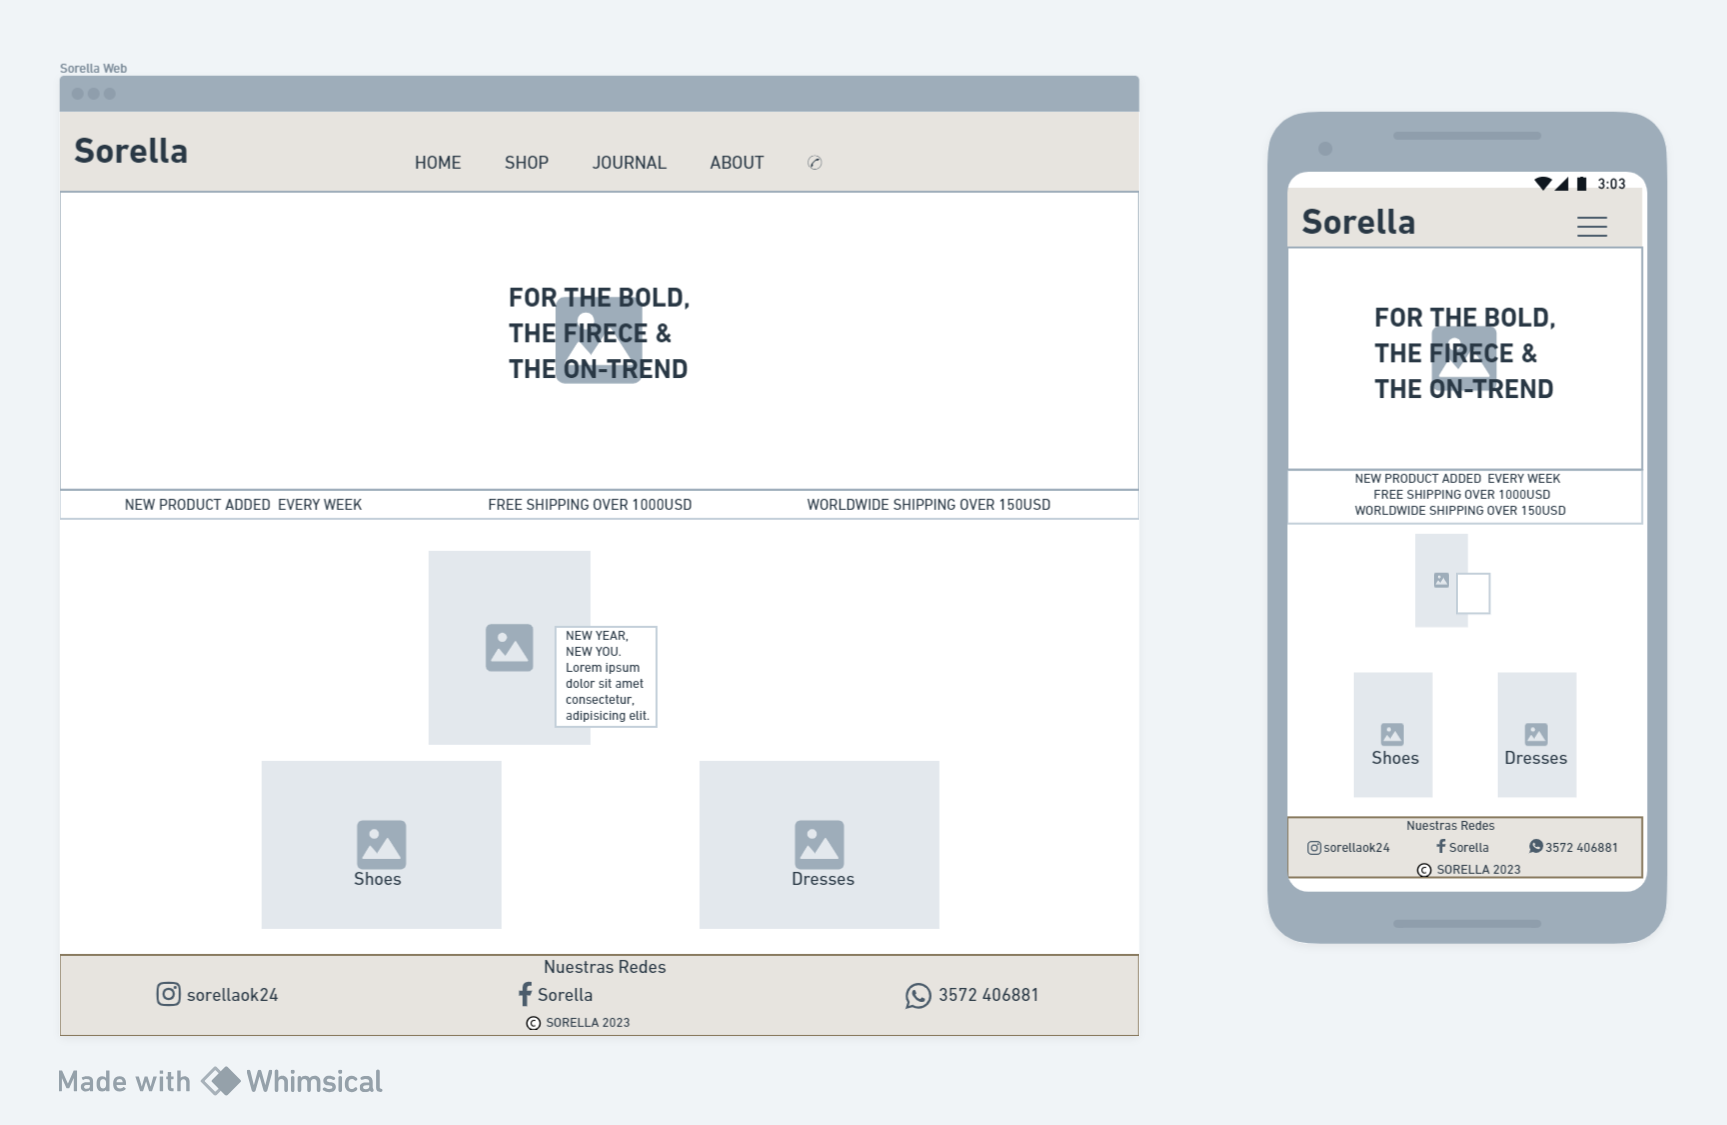 Sorella Web
Sorella
HOME SHOP JOURNAL ABOUT
FOR THE BOLD,
THE FIRECE &
THE ON-TREND
NEW PRODUCT ADDED  EVERY WEEK FREE SHIPPING OVER 1000USD WORLDWIDE SHIPPING OVER 150USD
NEW YEAR,
NEW YOU.
Lorem ipsum
dolor sit amet
consectetur,
adipisicing elit.
Shoes Dresses
Nuestras Redes
sorellaok24 Sorella 3572 406881
© SORELLA 2023
3:03
Sorella
FOR THE BOLD,
THE FIRECE &
THE ON-TREND
NEW PRODUCT ADDED  EVERY WEEK
FREE SHIPPING OVER 1000USD
WORLDWIDE SHIPPING OVER 150USD
Shoes Dresses
Nuestras Redes
sorellaok24 Sorella 3572 406881
© SORELLA 2023
Made with Whimsical